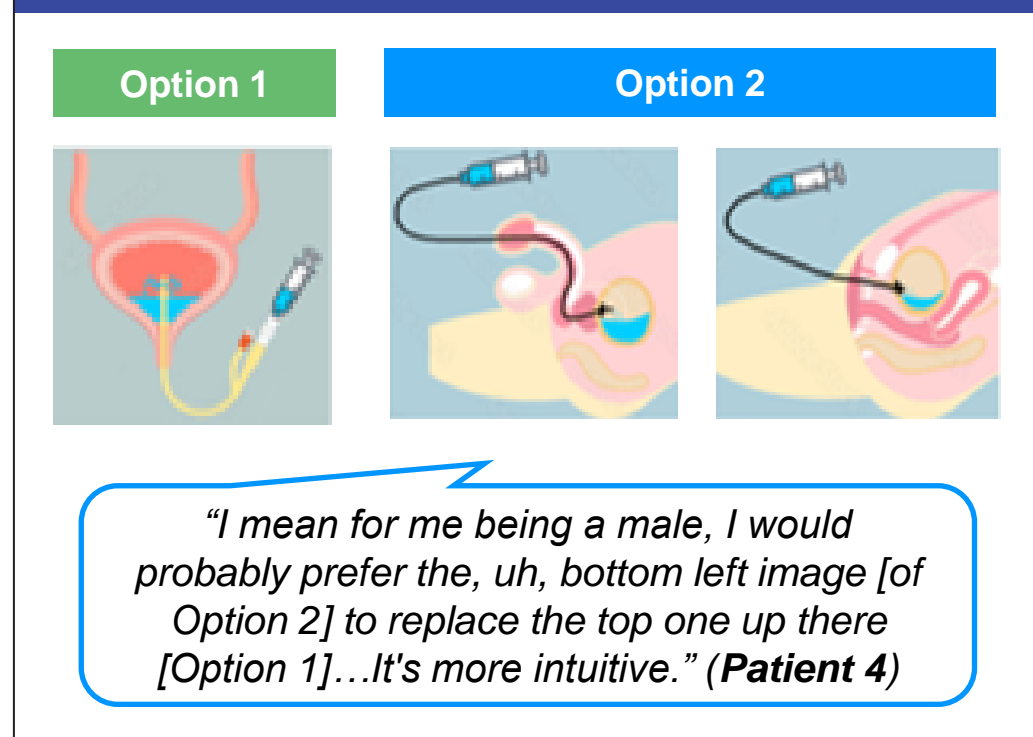 Option 1
Option 2
“I mean for me being a male, I would
probably prefer the, uh, bottom left image [of
Option 2] to replace the top one up there
[Option 1]…It's more intuitive.” (Patient 4)